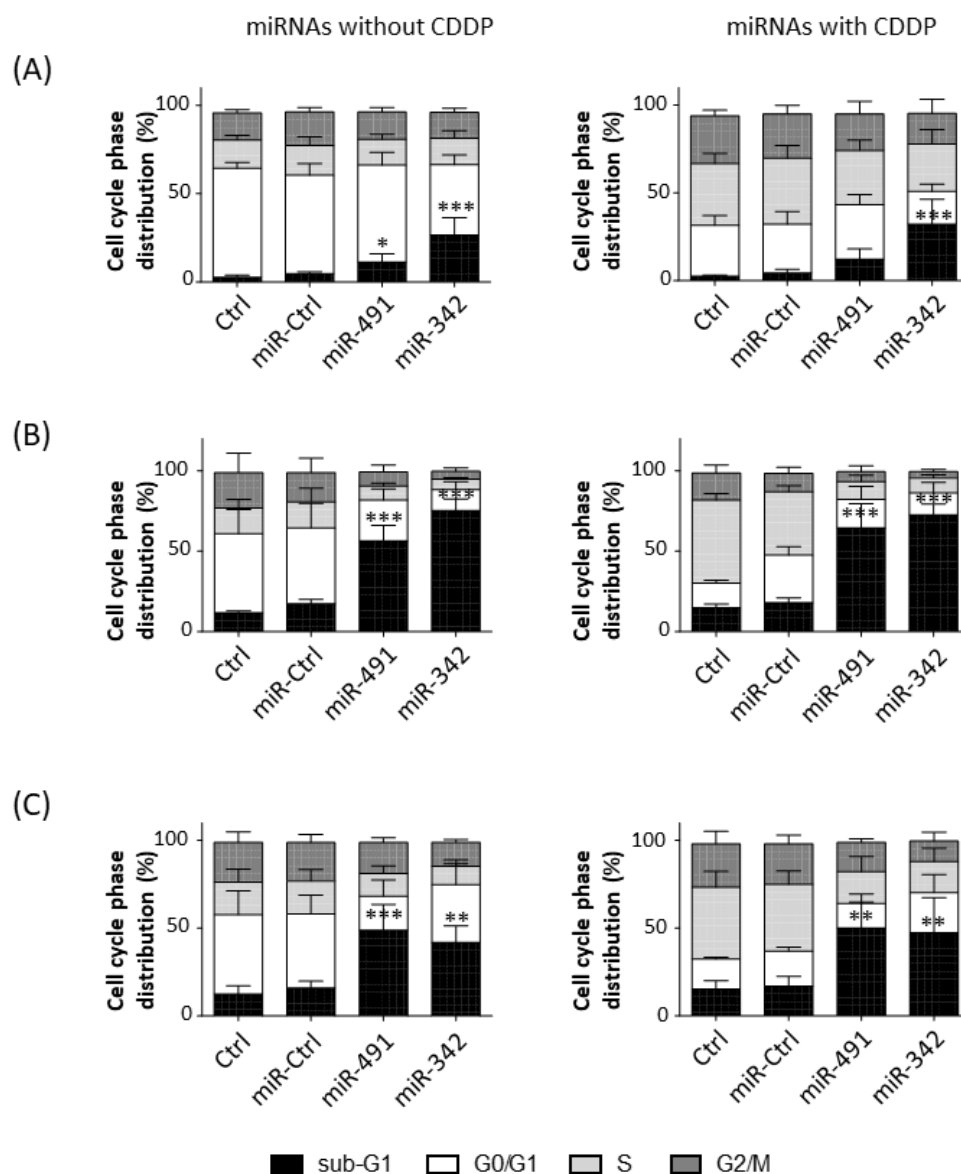 miRNAs without CDDP
miRNAs with CDDP
(A)
Cell cycle phase
distribution (%)
100
50
0
*
***
Ctrl
miR-Ctrl
miR-491
miR-342
Cell cycle phase
distribution (%)
100
50
0
***
Ctrl
miR-Ctrl
miR-491
miR-342
(B)
Cell cycle phase
distribution (%)
100
50
0
***
***
Ctrl
miR-Ctrl
miR-491
miR-342
Cell cycle phase
distribution (%)
100
50
0
***
***
Ctrl
miR-Ctrl
miR-491
miR-342
(C)
Cell cycle phase
distribution (%)
100
50
0
***
**
Ctrl
miR-Ctrl
miR-491
miR-342
Cell cycle phase
distribution (%)
100
50
0
**
**
Ctrl
miR-Ctrl
miR-491
miR-342
sub-G1 G0/G1 S G2/M